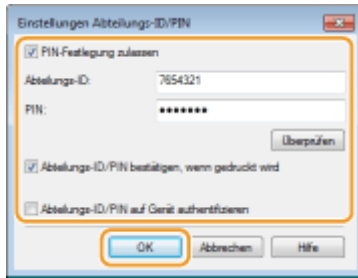 Einstellungen Abteilungs-ID/PIN
PIN-Festlegung zulassen
Abteilungs-ID: 7654321
PIN: •••••••
Überprüfen
Abteilungs-ID/PIN bestätigen, wenn gedruckt wird
Abteilungs-ID/PIN auf Gerät authentifizieren
OK Abbrechen Hilfe